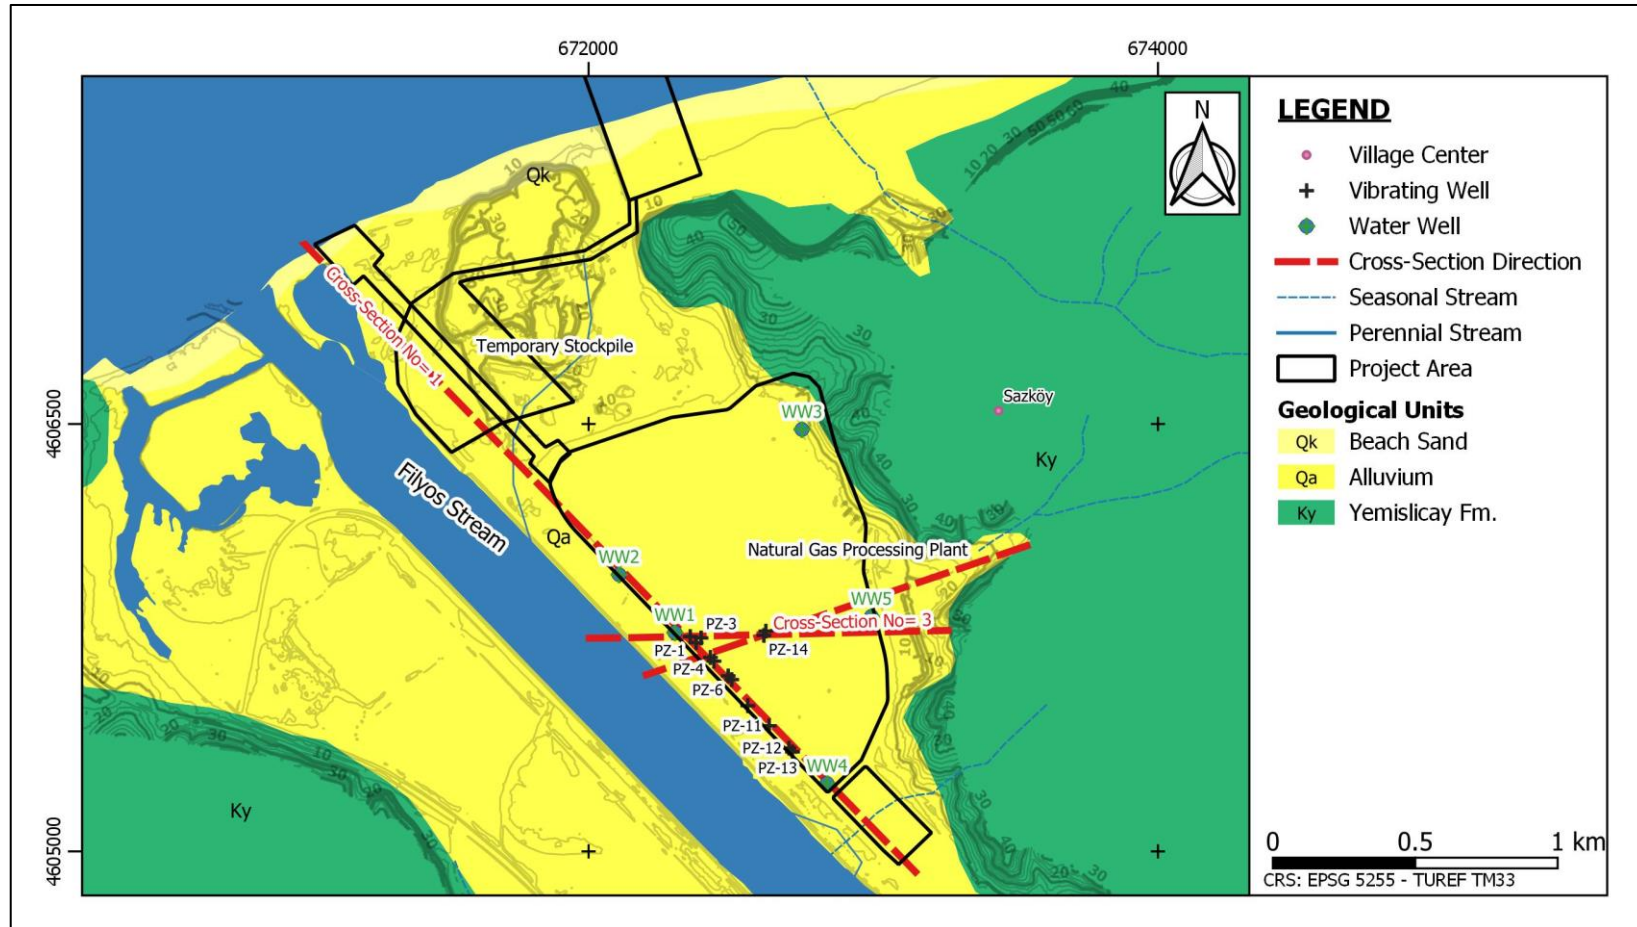 672000
674000
4606500
4605000
N
Qk
Cross-Section No= 1
Temporary Stockpile
Filyos Stream
WW3
Sazköy
Ky
Natural Gas Processing Plant
Qa
WW2
WW5
WW1
PZ-3
Cross-Section No= 3
PZ-1
PZ-14
PZ-4
PZ-6
PZ-11
PZ-12
PZ-13
WW4
Ky
LEGEND
Village Center
Vibrating Well
Water Well
Cross-Section Direction
Seasonal Stream
Perennial Stream
Project Area
Geological Units
Qk Beach Sand
Qa Alluvium
Ky Yemislicay Fm.
0 0.5 1 km
CRS: EPSG 5255 - TUREF TM33